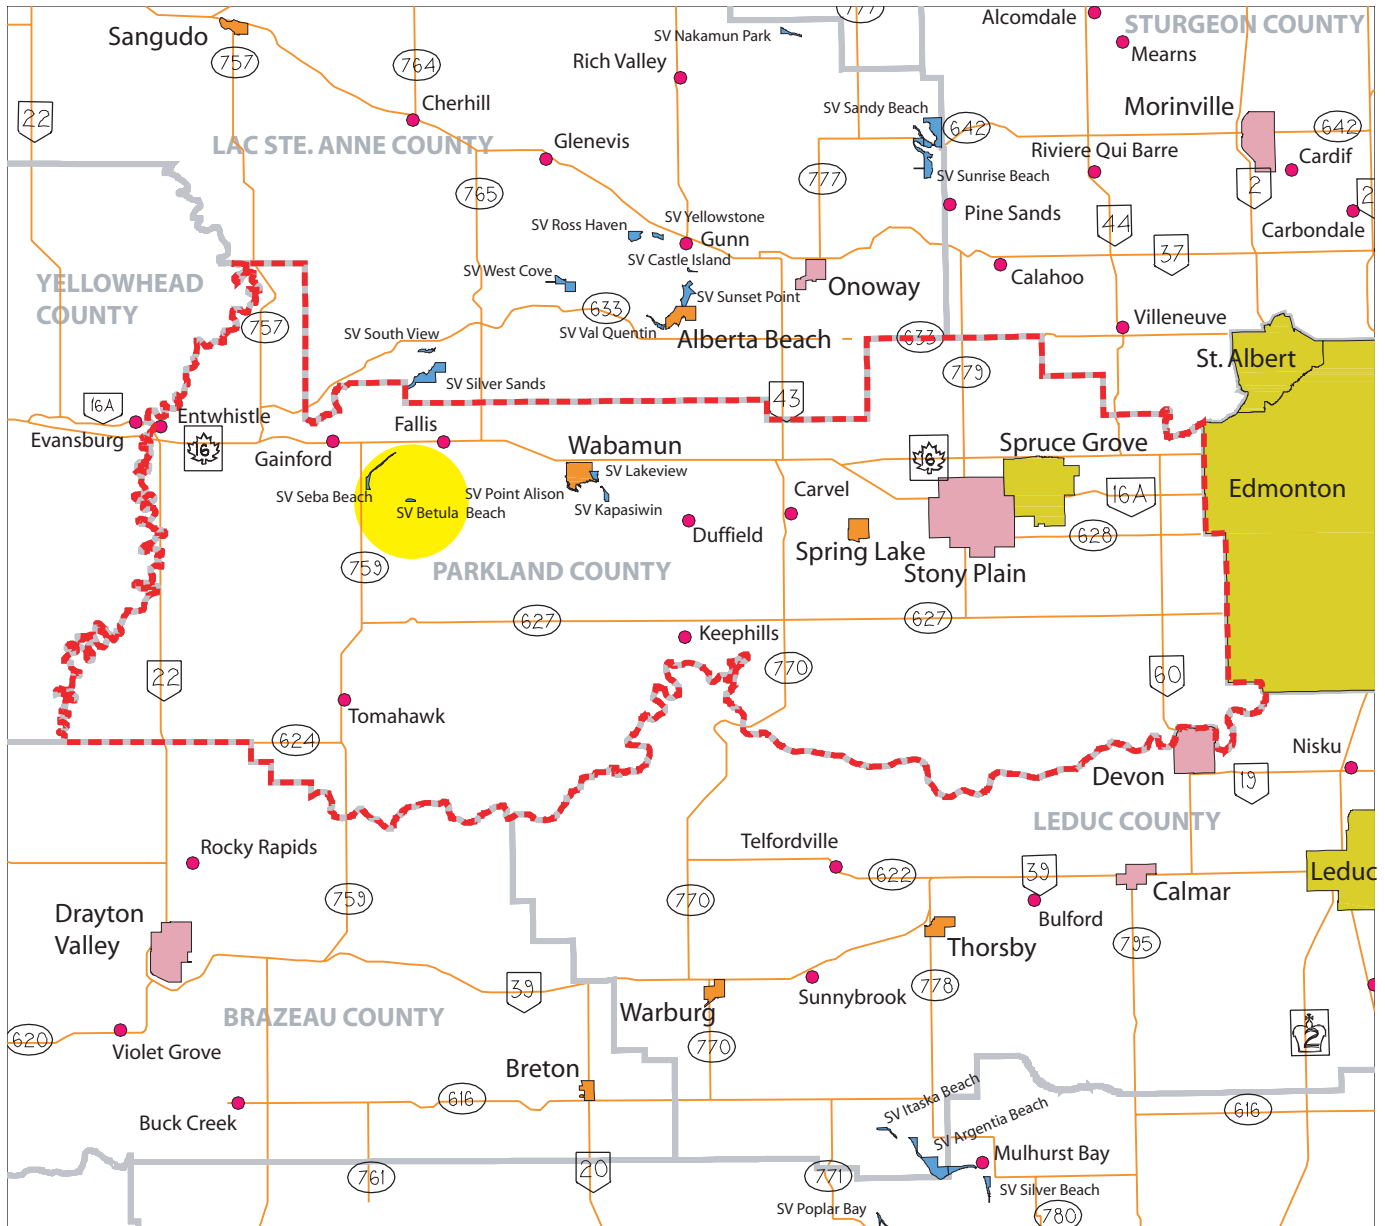 777
Alcomdale
STURGEON COUNTY
Sangudo
SV Nakamun Park
Mearns
757
764
Rich Valley
22
Cherhill
SV Sandy Beach
Morinville
642
642
LAC STE. ANNE COUNTY
Glenevis
Riviere Qui Barre
Cardif
777
SV Sunrise Beach
2
2
765
Pine Sands
44
SV Ross Haven
SV Yellowstone
Gunn
Carbondale
37
SV Castle Island
SV West Cove
Calahoo
YELLOWHEAD
COUNTY
Onoway
SV Sunset Point
633
757
SV South View
SV Val Quentin
Alberta Beach
633
Villeneuve
St. Albert
779
SV Silver Sands
16A
43
Entwhistle
Evansburg
Fallis
16
Gainford
Wabamun
Spruce Grove
16
SV Lakeview
SV Seba Beach
SV Point Alison
Carvel
16A
Edmonton
SV Betula
Beach
SV Kapasiwin
Duffield
628
Spring Lake
759
PARKLAND COUNTY
Stony Plain
627
627
Keephills
770
22
60
Tomahawk
624
Nisku
Devon
19
LEDUC COUNTY
Rocky Rapids
Telfordville
622
39
Leduc
759
770
Calmar
Drayton
Valley
Bulford
Thorsby
795
39
778
Sunnybrook
BRAZEAU COUNTY
Warburg
620
2
Violet Grove
770
Breton
616
SV Itaska Beach
616
Buck Creek
SV Argentia Beach
Mulhurst Bay
761
20
771
SV Silver Beach
SV Poplar Bay
780